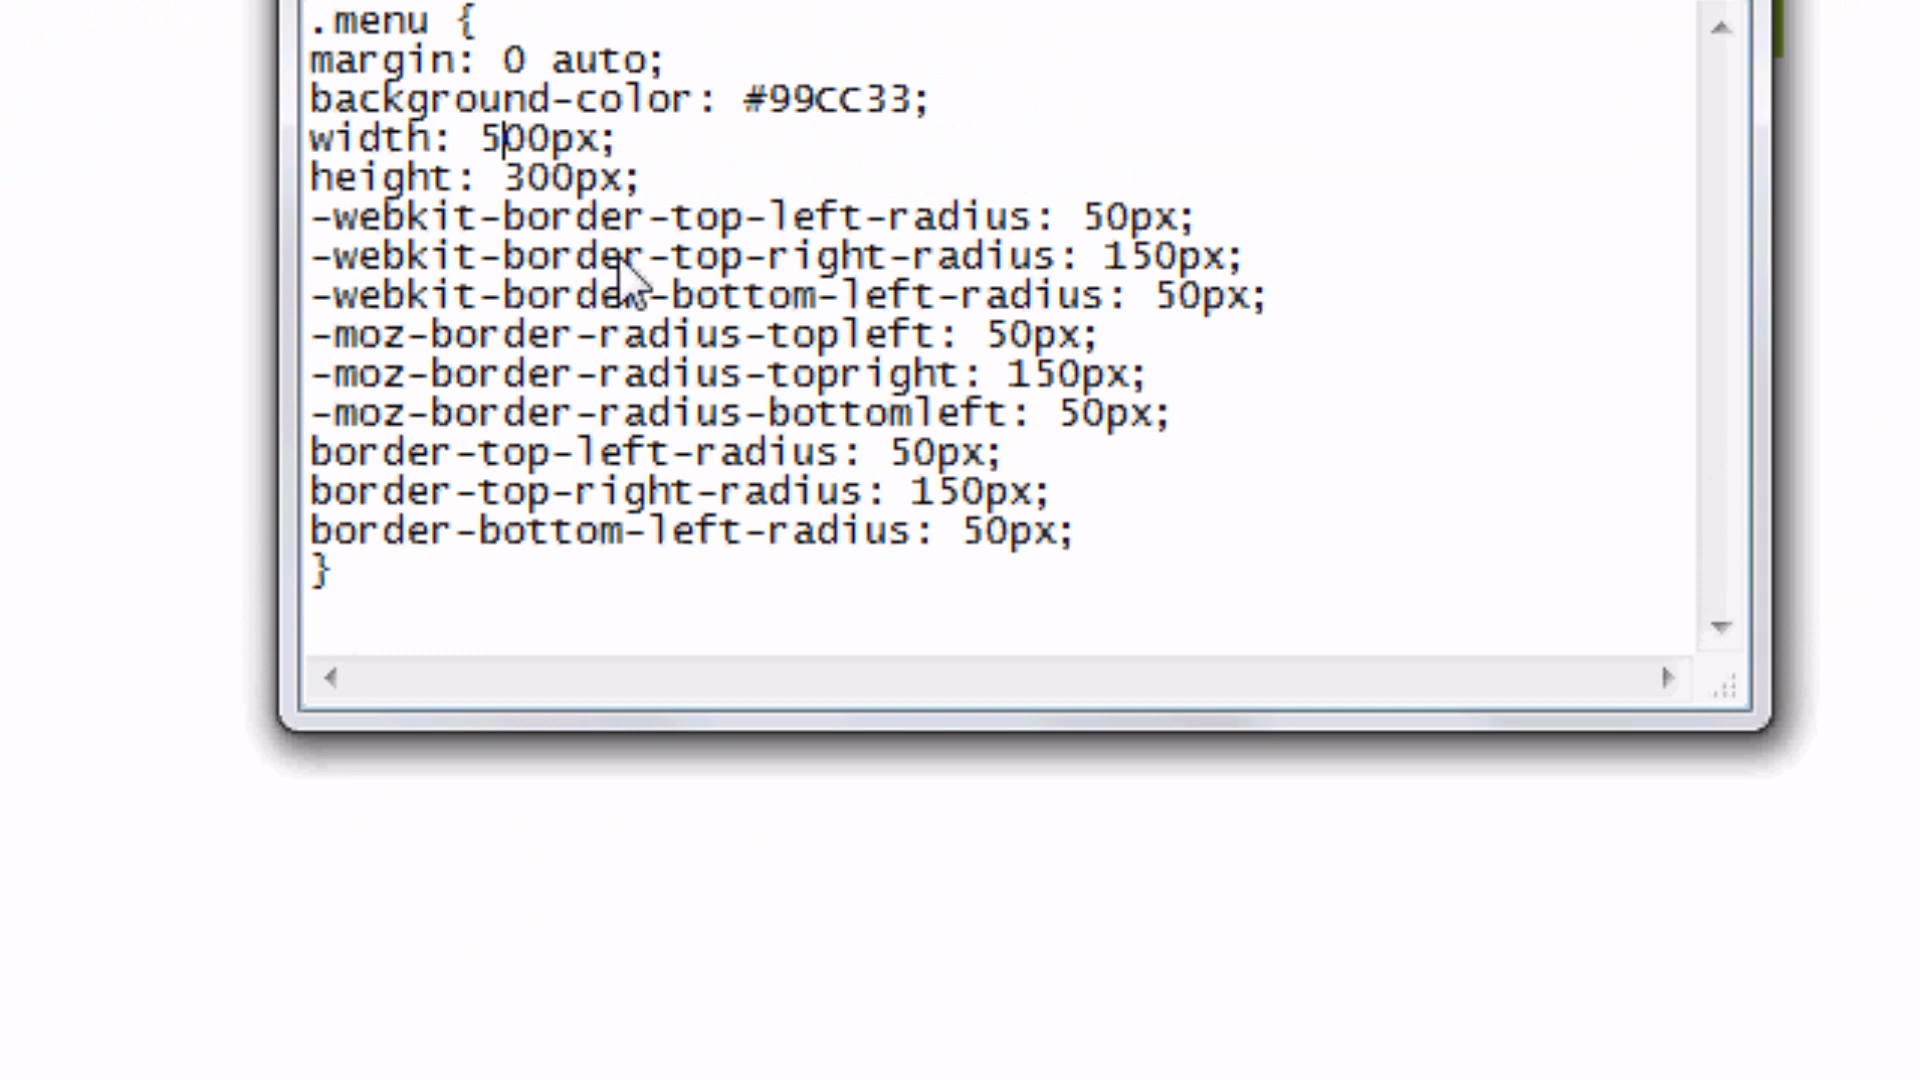 .menu {
margin: 0 auto;
background-color: #99CC33;
width: 500px;
height: 300px;
-webkit-border-top-left-radius: 50px;
-webkit-border-top-right-radius: 150px;
-webkit-border-bottom-left-radius: 50px;
-moz-border-radius-topleft: 50px;
-moz-border-radius-topright: 150px;
-moz-border-radius-bottomleft: 50px;
border-top-left-radius: 50px;
border-top-right-radius: 150px;
border-bottom-left-radius: 50px;
}